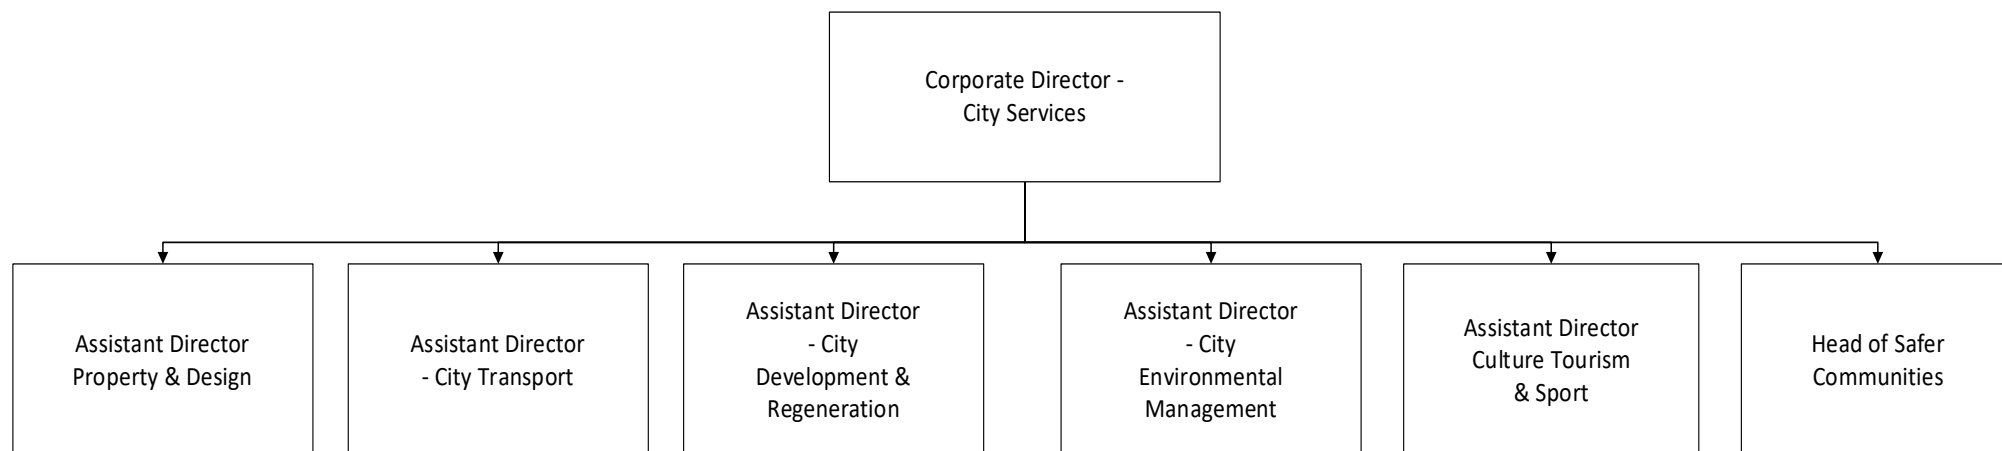 Corporate Director -
City Services
Assistant Director
Property & Design
Assistant Director
- City Transport
Assistant Director
- City
Development &
Regeneration
Assistant Director
- City
Environmental
Management
Assistant Director
Culture Tourism
& Sport
Head of Safer
Communities